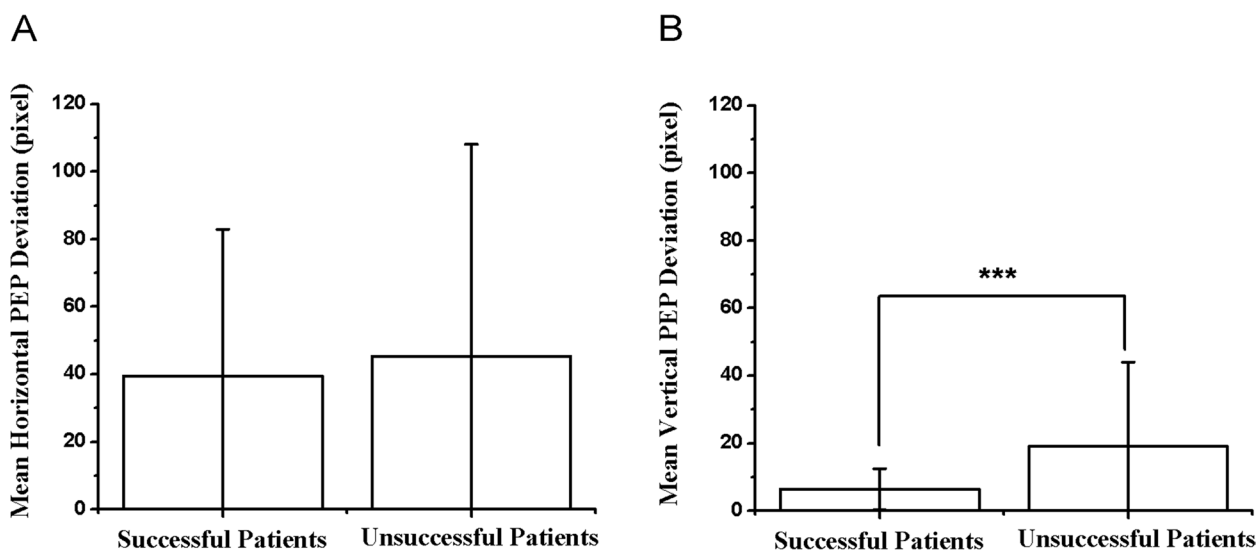 A
Mean Horizontal PEP Deviation (pixel)
120
100
80
60
40
20
0
Successful Patients
Unsuccessful Patients
B
Mean Vertical PEP Deviation (pixel)
120
100
80
60
40
20
0
***
Successful Patients
Unsuccessful Patients